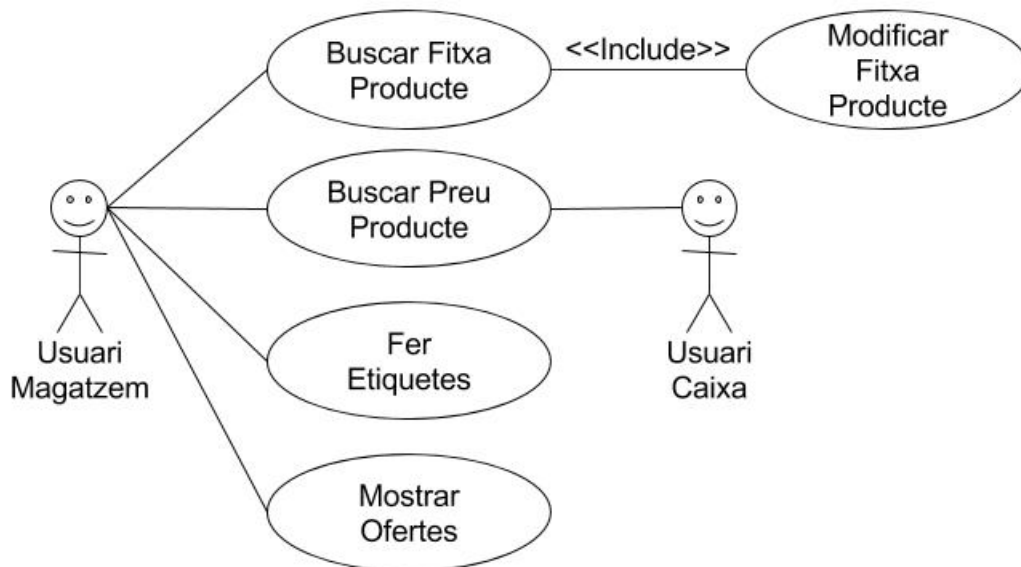 Buscar Fitxa
Producte
<<Include>>
Modificar
Fitxa
Producte
Buscar Preu
Producte
Usuari
Magatzem
Usuari
Caixa
Fer
Etiquetes
Mostrar
Ofertes